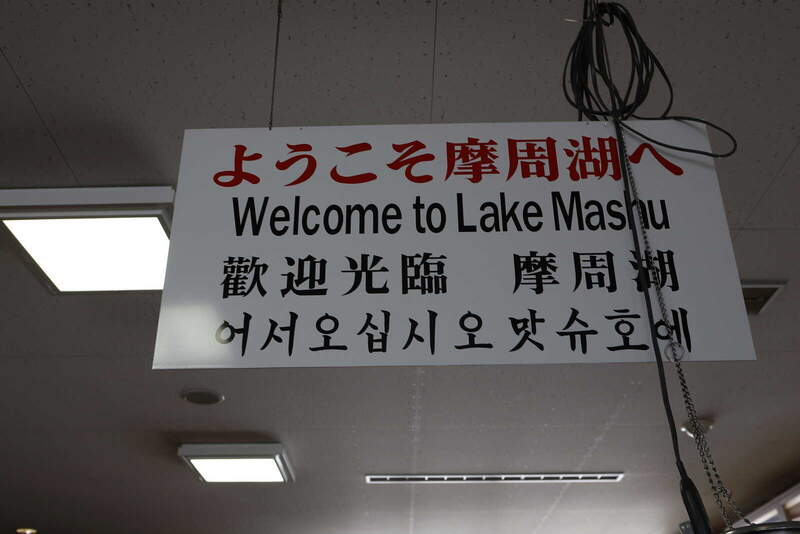 ようこそ摩周湖へ
Welcome to Lake Mashu
歡迎光臨　摩周湖
어서오십시오맛슈호에